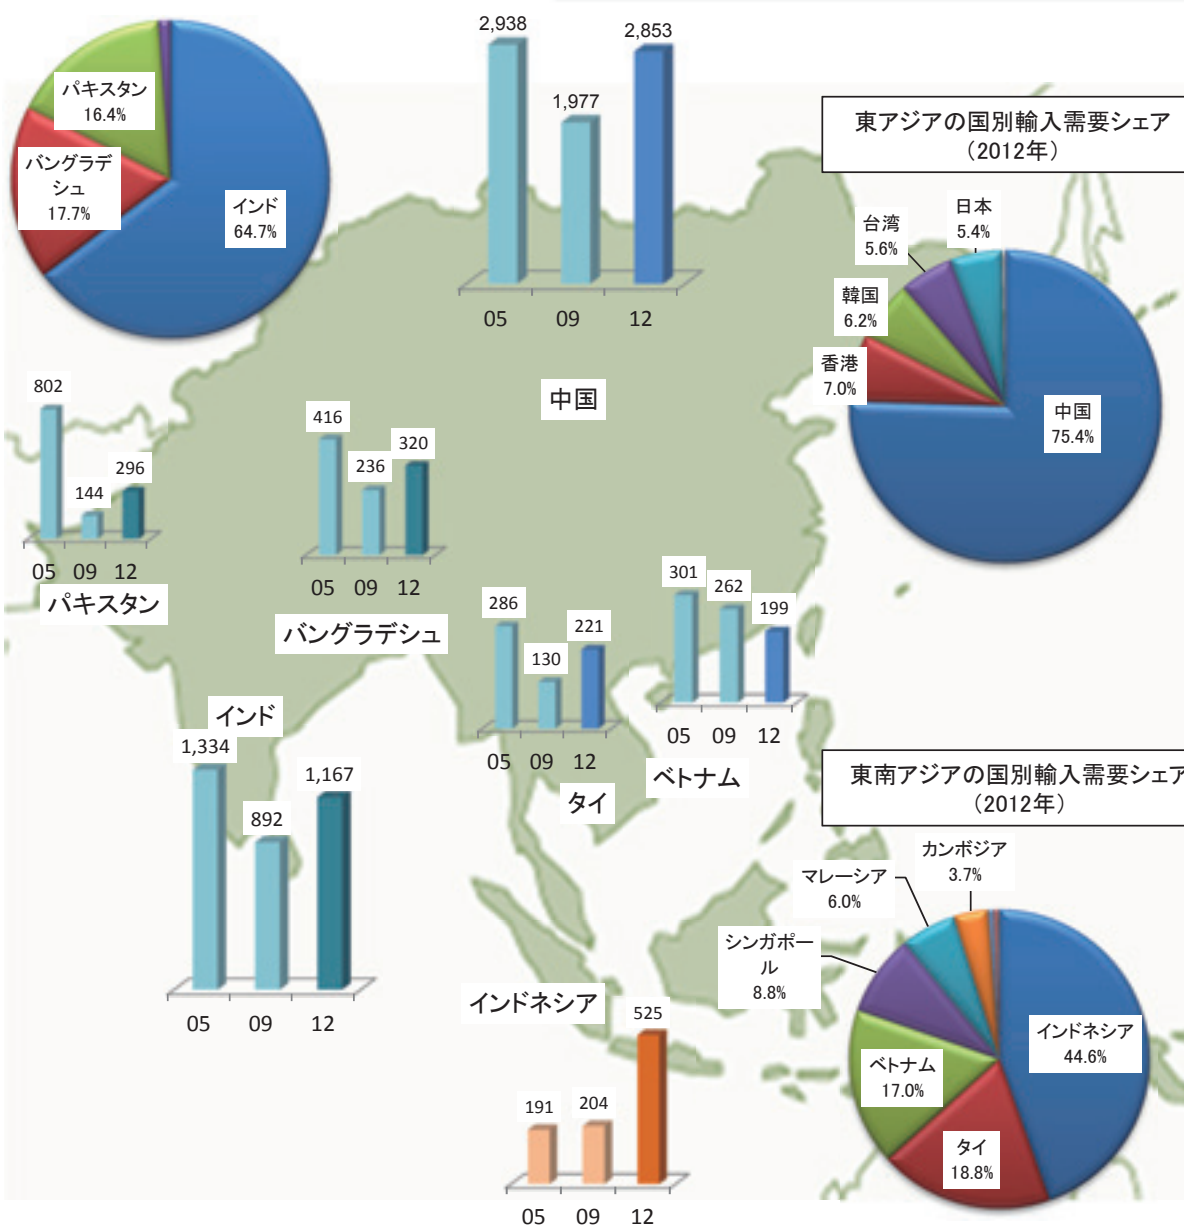 パキスタン
16.4%
バングラデ
シュ
17.7%
インド
64.7%
2,938
1,977
2,853
05
09
12
中国
東アジアの国別輸入需要シェア
（2012年）
日本
5.4%
台湾
5.6%
韓国
6.2%
香港
7.0%
中国
75.4%
802
144
296
05
09
12
パキスタン
416
236
320
05
09
12
バングラデシュ
286
130
221
05
09
12
タイ
301
262
199
05
09
12
ベトナム
インド
1,334
892
1,167
05
09
12
東南アジアの国別輸入需要シェア
（2012年）
カンボジア
3.7%
マレーシア
6.0%
シンガポー
ル
8.8%
インドネシア
44.6%
ベトナム
17.0%
タイ
18.8%
インドネシア
191
204
525
05
09
12